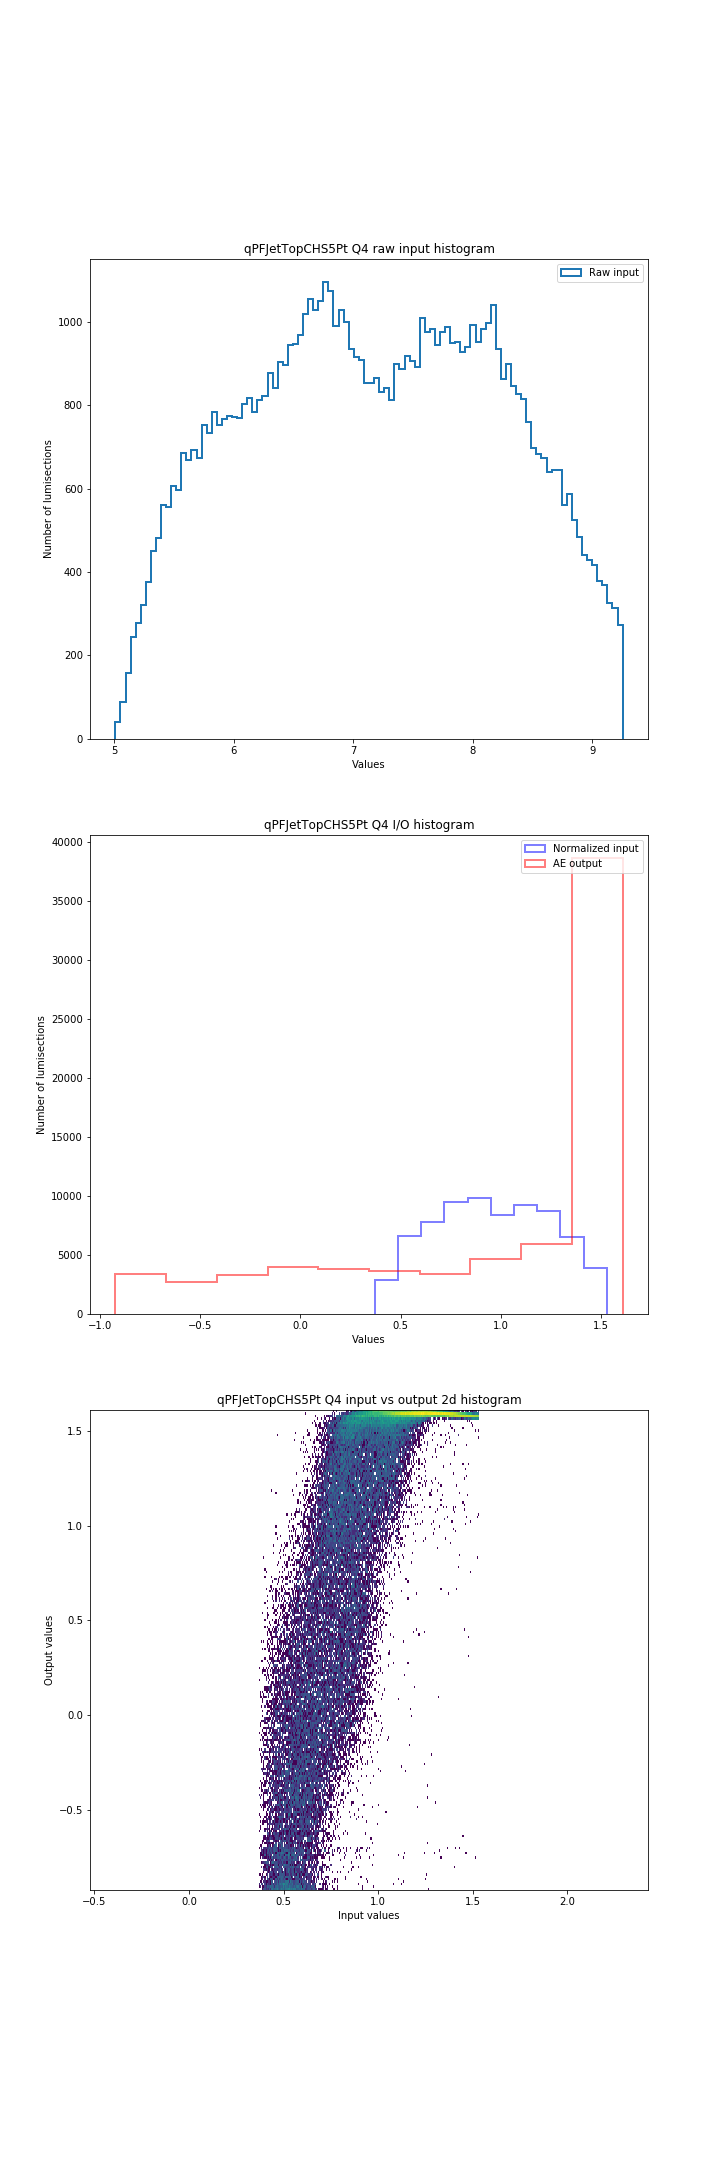 qPFJetTopCHS5Pt Q4 raw input histogram
Raw input
1000
800
600
400
200
0
Number of lumisections
5 6 7 8 9
Values
qPFJetTopCHS5Pt Q4 I/O histogram
Normalized input
AE output
40000
35000
30000
25000
20000
15000
10000
5000
0
Number of lumisections
−1.0 −0.5 0.0 0.5 1.0 1.5
Values
qPFJetTopCHS5Pt Q4 input vs output 2d histogram
1.5
1.0
0.5
0.0
−0.5
Output values
−0.5 0.0 0.5 1.0 1.5 2.0
Input values